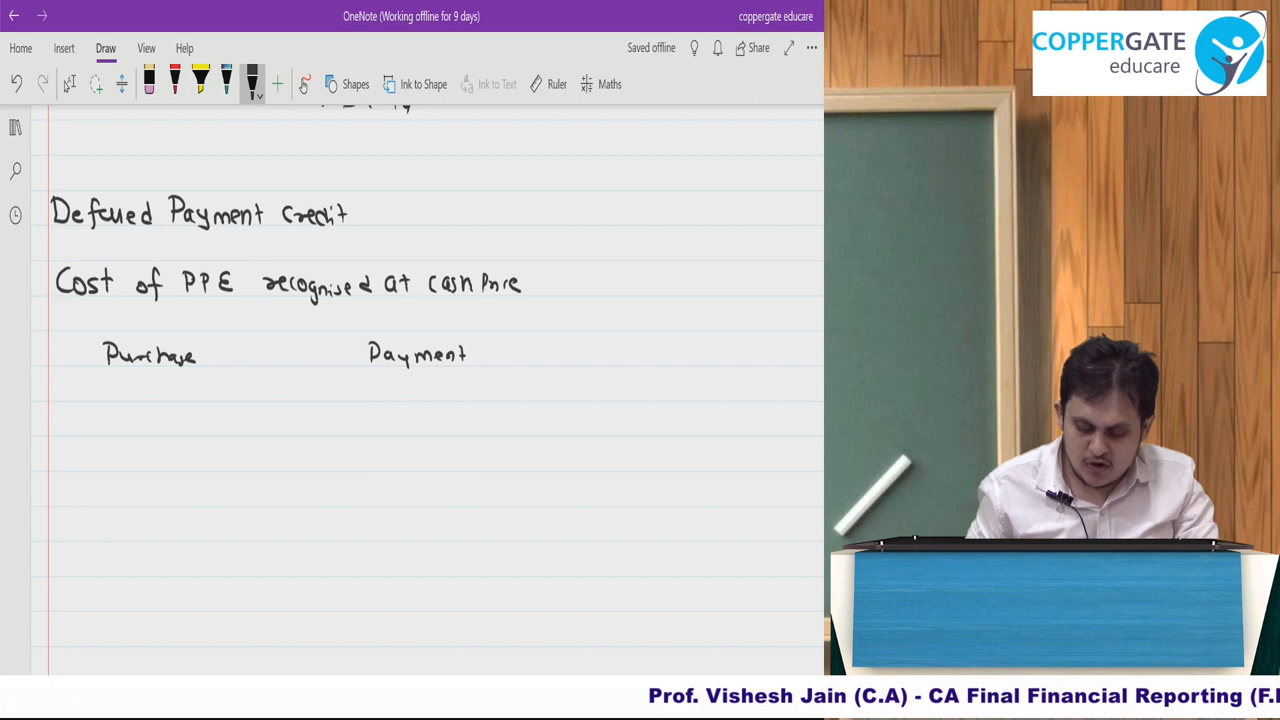 OneNote (Working offline for 9 days)
coppergate educare
Home Insert Draw View Help
Saved offline
Share
Shapes
Ink to Shape
Ink to Text
Ruler
Maths
COPPERGATE
educare
Deferred Payment Credit
Cost of PPE recognised at Cash Price
Purchase Payment
Prof. Vishesh Jain (C.A) - CA Final Financial Reporting (F.